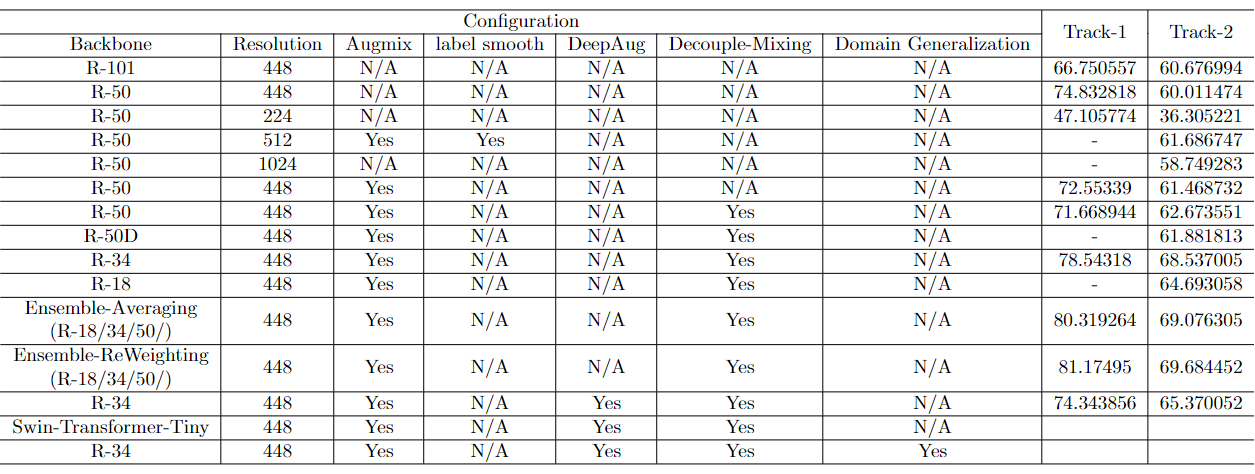 Configuration Track-1 Track-2
Backbone Resolution Augmix label smooth DeepAug Decouple-Mixing Domain Generalization
R-101 448 N/A N/A N/A N/A N/A 66.750557 60.676994
R-50 448 N/A N/A N/A N/A N/A 74.832818 60.011474
R-50 224 N/A N/A N/A N/A N/A 47.105774 36.305221
R-50 512 Yes Yes N/A N/A N/A - 61.686747
R-50 1024 N/A N/A N/A N/A N/A - 58.749283
R-50 448 Yes N/A N/A N/A N/A 72.55339 61.468732
R-50 448 Yes N/A N/A Yes N/A 71.668944 62.673551
R-50D 448 Yes N/A N/A Yes N/A - 61.881813
R-34 448 Yes N/A N/A Yes N/A 78.54318 68.537005
R-18 448 Yes N/A N/A Yes N/A - 64.693058
Ensemble-Averaging
(R-18/34/50/) 448 Yes N/A N/A Yes N/A 80.319264 69.076305
Ensemble-ReWeighting
(R-18/34/50/) 448 Yes N/A N/A Yes N/A 81.17495 69.684452
R-34 448 Yes N/A Yes Yes N/A 74.343856 65.370052
Swin-Transformer-Tiny 448 Yes N/A Yes Yes N/A
R-34 448 Yes N/A Yes Yes Yes